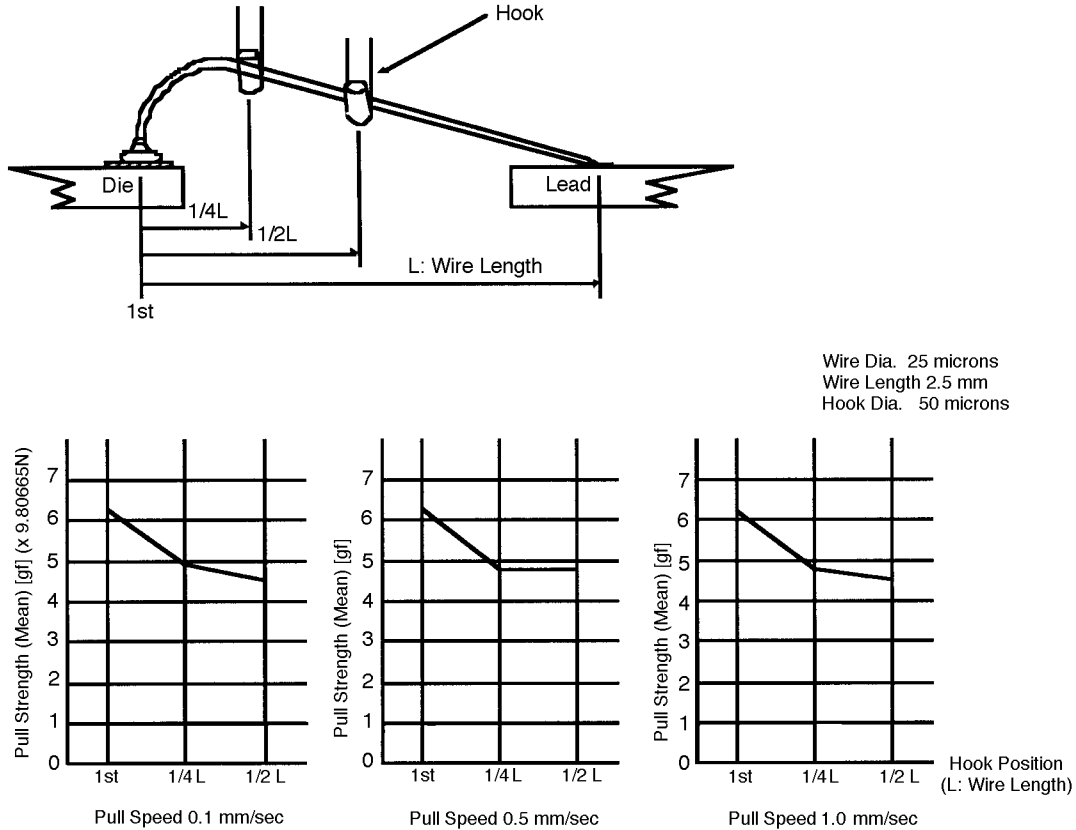 Hook
Die
Lead
1/4L
1/2L
L: Wire Length
1st
Wire Dia. 25 microns
Wire Length 2.5 mm
Hook Dia. 50 microns
Pull Strength (Mean) [gf] (x 9.80665N)
7
6
5
4
3
2
1
0
1st
1/4 L
1/2 L
Pull Speed 0.1 mm/sec
Pull Strength (Mean) [gf]
7
6
5
4
3
2
1
0
1st
1/4 L
1/2 L
Pull Speed 0.5 mm/sec
Pull Strength (Mean) [gf]
7
6
5
4
3
2
1
0
1st
1/4 L
1/2 L
Pull Speed 1.0 mm/sec
Hook Position
(L: Wire Length)